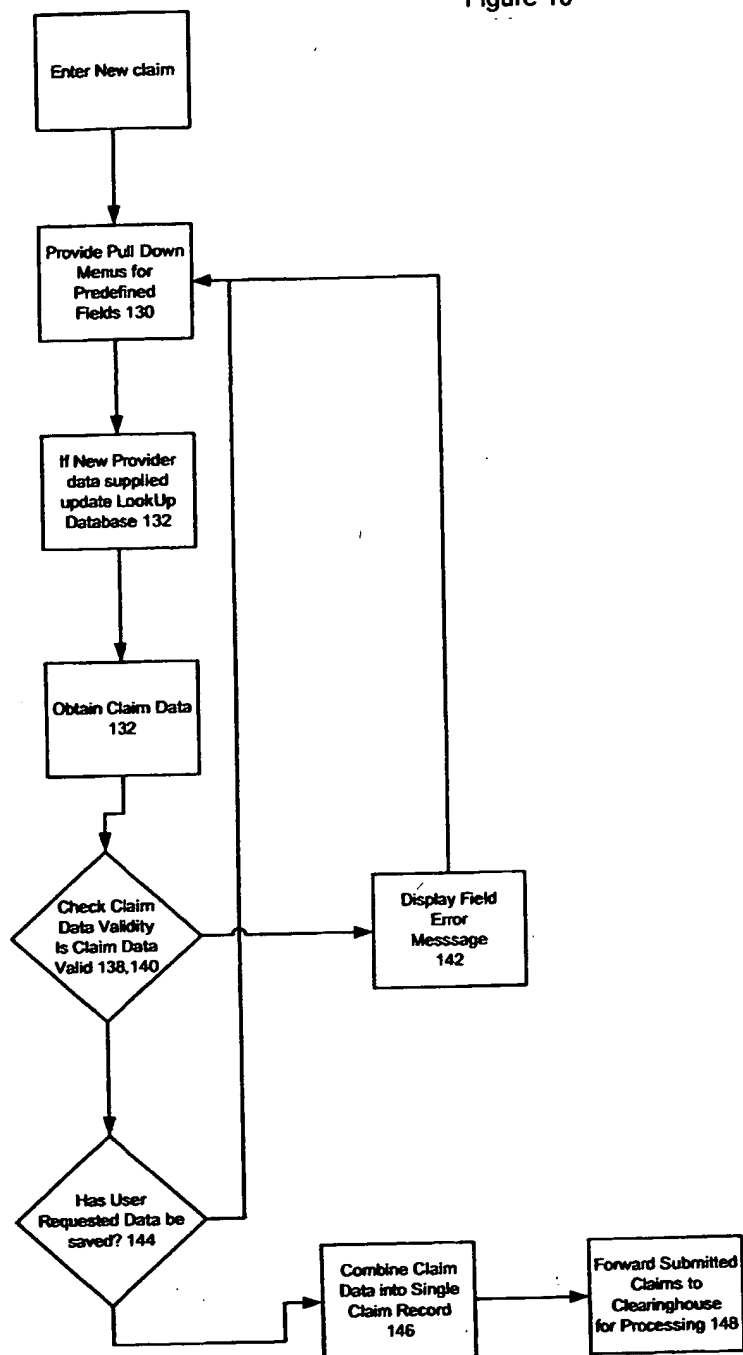 Enter New claim
Provide Pull Down
Menus for
Predefined
Fields 130
If New Provider
data supplied
update LookUp
Database 132
Obtain Claim Data
132
Check Claim
Data Validity
Is Claim Data
Valid 138,140
Display Field
Error
Messsage
142
Has User
Requested Data be
saved? 144
Combine Claim
Data into Single
Claim Record
146
Forward Submitted
Claims to
Clearinghouse
for Processing 148